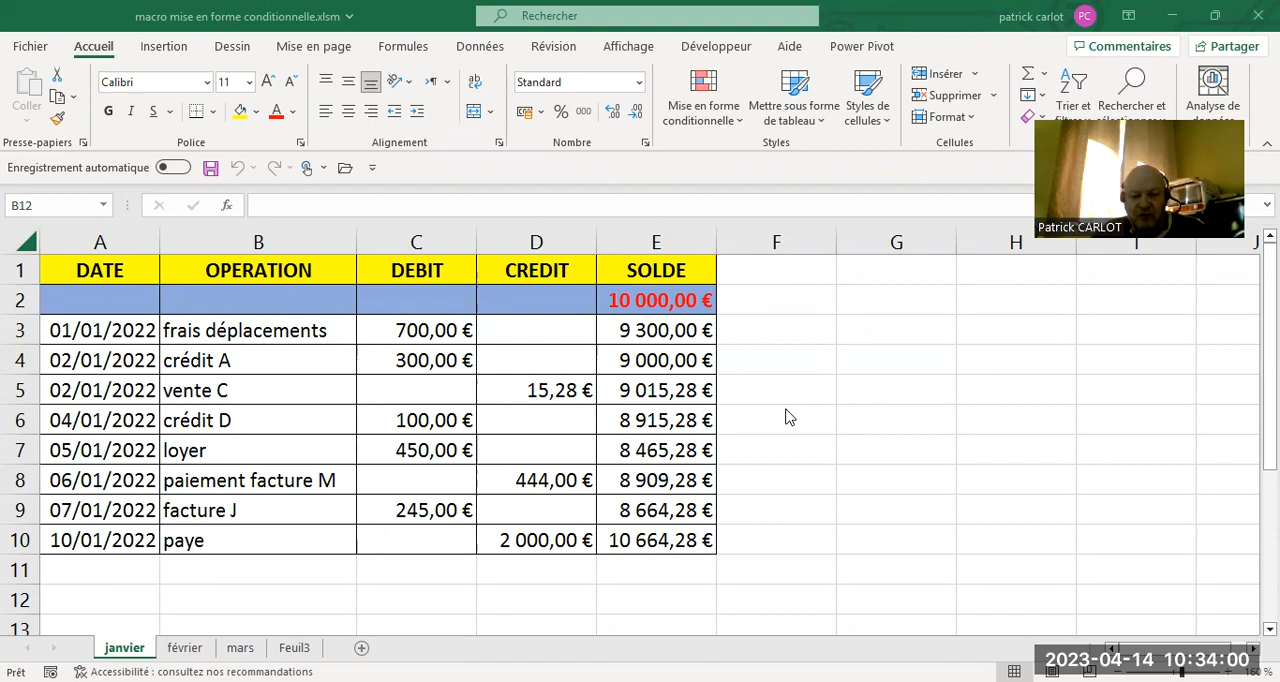 macro mise en forme conditionnelle.xlsm
Rechercher
patrick carlot PC
Fichier Accueil Insertion Dessin Mise en page Formules Données Révision Affichage Développeur Aide Power Pivot Commentaires Partager
Coller
Calibri 11
G I S
Standard
% 000
Mise en forme conditionnelle
Mettre sous forme de tableau
Styles de cellules
Insérer
Supprimer
Format
Trier et
Rechercher et
Analyse de
Presse-papiers Police Alignement Nombre Styles Cellules
Enregistrement automatique
Patrick CARLOT
B12 fx
A B C D E F G H I J
1 DATE OPERATION DEBIT CREDIT SOLDE
2 10 000,00 €
3 01/01/2022 frais déplacements 700,00 € 9 300,00 €
4 02/01/2022 crédit A 300,00 € 9 000,00 €
5 02/01/2022 vente C 15,28 € 9 015,28 €
6 04/01/2022 crédit D 100,00 € 8 915,28 €
7 05/01/2022 loyer 450,00 € 8 465,28 €
8 06/01/2022 paiement facture M 444,00 € 8 909,28 €
9 07/01/2022 facture J 245,00 € 8 664,28 €
10 10/01/2022 paye 2 000,00 € 10 664,28 €
11
12
13
janvier février mars Feuil3
Prêt Accessibilité : consultez nos recommandations
2023-04-14 10:34:00
160 %